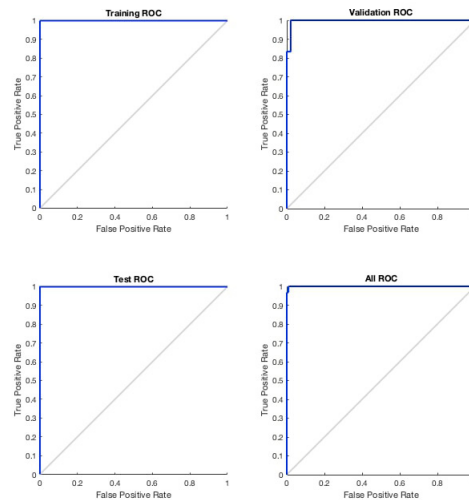 Training ROC
1
0.9
0.8
0.7
0.6
0.5
0.4
0.3
0.2
0.1
0
True Positive Rate
0 0.2 0.4 0.6 0.8 1
False Positive Rate
Validation ROC
1
0.9
0.8
0.7
0.6
0.5
0.4
0.3
0.2
0.1
0
True Positive Rate
0 0.2 0.4 0.6 0.8
False Positive Rate
Test ROC
1
0.9
0.8
0.7
0.6
0.5
0.4
0.3
0.2
0.1
0
True Positive Rate
0 0.2 0.4 0.6 0.8 1
False Positive Rate
All ROC
1
0.9
0.8
0.7
0.6
0.5
0.4
0.3
0.2
0.1
0
True Positive Rate
0 0.2 0.4 0.6 0.8
False Positive Rate